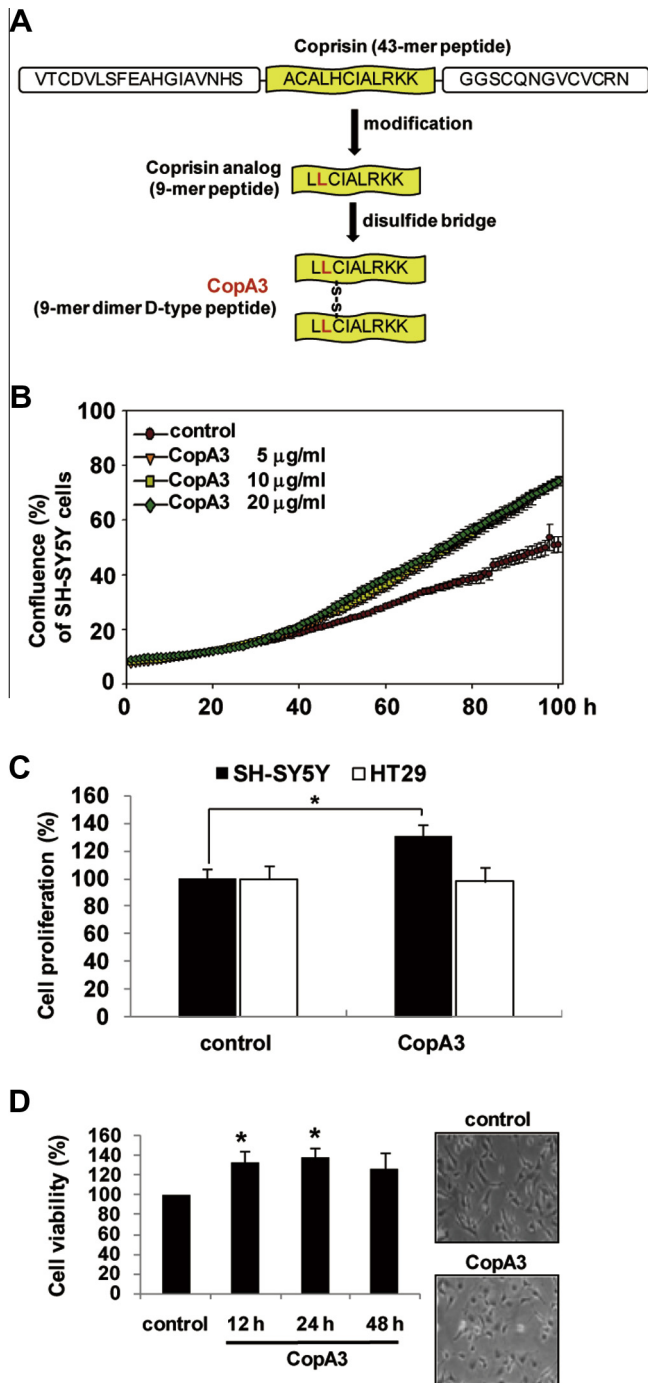 A
Coprisin (43-mer peptide)
VTCDVLSFEAHGIAVNHS ACALHCIALRKK GGSCQNGVCVCRN
modification
Coprisin analog
(9-mer peptide)
LLCIALRKK
disulfide bridge
CopA3
(9-mer dimer D-type peptide)
LLCIALRKK
s-s
LLCIALRKK
B
Confluence (%)
of SH-SY5Y cells
100
80
60
40
20
0
control
CopA3 5 μg/ml
CopA3 10 μg/ml
CopA3 20 μg/ml
0 20 40 60 80 100 h
C
SH-SY5Y HT29
Cell proliferation (%)
160
140
120
100
80
60
40
20
0
*
control CopA3
D
Cell viability (%)
160
140
120
100
80
60
40
20
0
* *
control 12 h 24 h 48 h
CopA3
control
CopA3